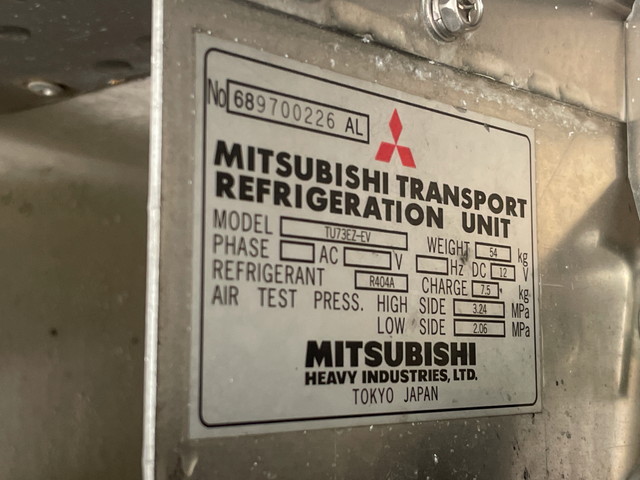 No 689700226 AL
MITSUBISHI TRANSPORT
REFRIGERATION UNIT
MODEL TU73EZ-EV WEIGHT 54 kg
PHASE AC V Hz DC 12 V
REFRIGERANT R404A CHARGE 7.5 kg
AIR TEST PRESS. HIGH SIDE 3.24 MPa
LOW SIDE 2.06 MPa
MITSUBISHI
HEAVY INDUSTRIES, LTD.
TOKYO JAPAN